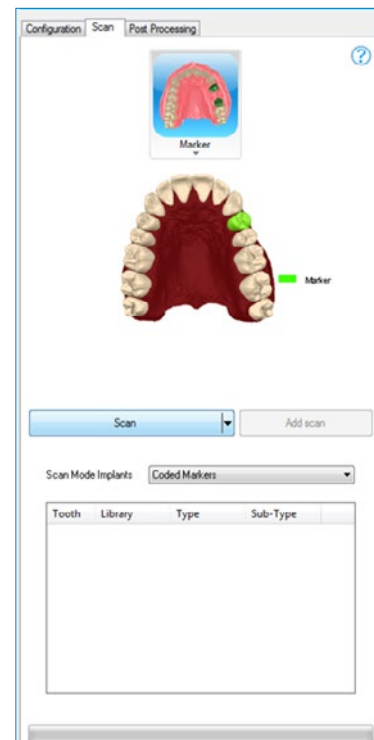 Configuration Scan Post Processing
?
Marker
Marker
Scan Add scan
Scan Mode Implants Coded Markers
Tooth Library Type Sub-Type